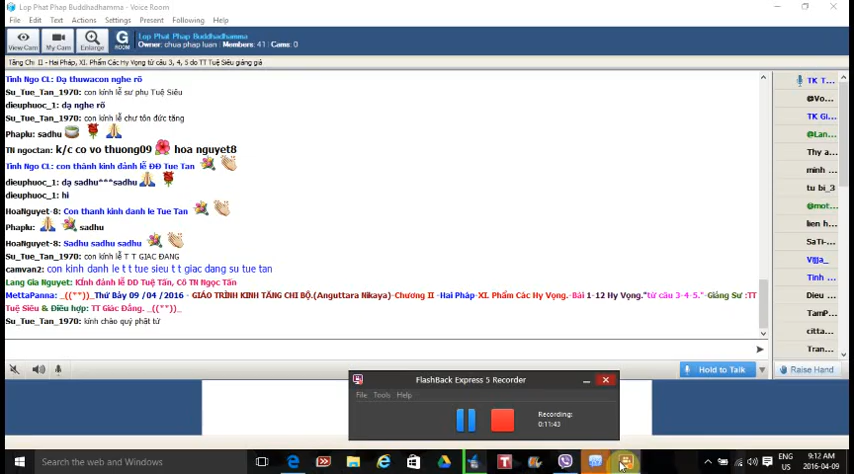 Lop Phat Phap Buddhadhamma - Voice Room
File Edit Text Actions Settings Present Following Help
View Cam My Cam Enlarge G ROOM Lop Phat Phap Buddhadhamma
Owner: chua phap luan | Members: 41 | Cams: 0
Tăng Chi II - Hai Pháp, XI. Phẩm Các Hy Vọng từ câu 3, 4, 5 do TT Tuệ Siêu giảng giả
Tinh Ngo CL: Dạ thuwacon nghe rõ
Su_Tue_Tan_1970: con kính lễ sư phụ Tuệ Siêu
dieuphuoc_1: dạ nghe rõ
Su_Tue_Tan_1970: con kính lễ chư tôn đức tăng
Phaplu: sadhu
TN ngoctan: k/c co vo thuong09 hoa nguyet8
Tinh Ngo CL: con thành kính đảnh lễ ĐĐ Tue Tan
dieuphuoc_1: dạ sadhu***sadhu
dieuphuoc_1: hì
HoaNguyet-8: Con thanh kinh danh le Tue Tan
Phaplu: sadhu
HoaNguyet-8: Sadhu sadhu sadhu
Su_Tue_Tan_1970: con kính lễ T T GIAC ĐANG
camvan2: con kinh danh le t t tue sieu t t giac dang su tue tan
Lang Gia Nguyet: Kính đảnh lễ DD Tuệ Tấn, Cô TN Ngọc Tấn
MettaPanna: _((**))_Thứ Bảy 09 /04 /2016 - GIÁO TRÌNH KINH TĂNG CHI BỘ.(Anguttara Nikaya)-Chương II -Hai Pháp-XI. Phẩm Các Hy Vọng.-Bài 1-12 Hy Vọng."từ câu 3-4-5."-Giảng Sư :TT
Tuệ Siêu & Điều hợp: TT Giác Đẳng. _((**))_
Su_Tue_Tan_1970: kính chào quý phât tử
TK T...
@Vo...
TK Gi...
@Lan...
Thy a...
minh ...
tu bi_3
@mot...
lien h...
SaTi-...
Vijja_
Tinh ...
Dieu ...
TamP...
citta...
Tran...
Hold to Talk Raise Hand
FlashBack Express 5 Recorder
File Tools Help
Recording:
0:11:43
Search the web and Windows
ENG
US
9:12 AM
2016-04-09